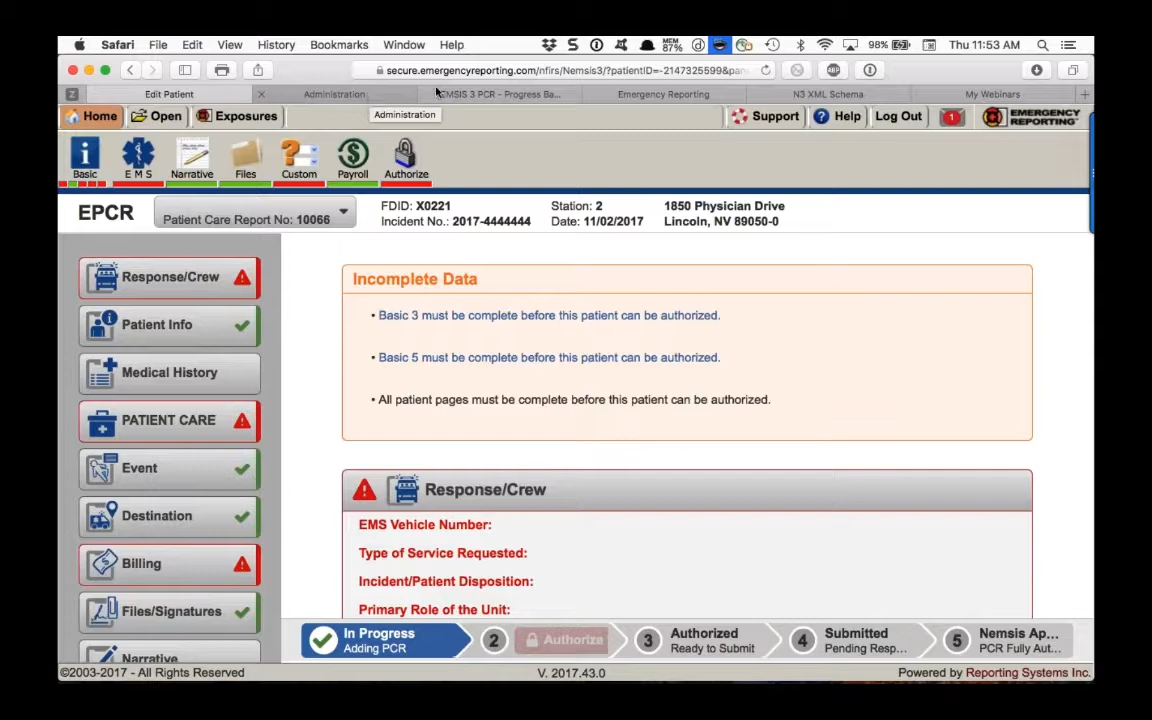 Safari File Edit View History Bookmarks Window Help MEM 87% 98% Thu 11:53 AM
secure.emergencyreporting.com/nfirs/Nemsis3/?patientID=-2147325599&pan
Edit Patient Administration EMSIS 3 PCR - Progress Ba... Emergency Reporting N3 XML Schema My Webinars
Administration
Home Open Exposures Support Help Log Out 1 EMERGENCY REPORTING
Basic EMS Narrative Files Custom Payroll Authorize
EPCR
Patient Care Report No: 10066
FDID: X0221 Station: 2 1850 Physician Drive
Incident No.: 2017-4444444 Date: 11/02/2017 Lincoln, NV 89050-0
Response/Crew
Patient Info
Medical History
PATIENT CARE
Event
Destination
Billing
Files/Signatures
Narrative
Incomplete Data
• Basic 3 must be complete before this patient can be authorized.
• Basic 5 must be complete before this patient can be authorized.
• All patient pages must be complete before this patient can be authorized.
Response/Crew
EMS Vehicle Number:
Type of Service Requested:
Incident/Patient Disposition:
Primary Role of the Unit:
In Progress
Adding PCR
2 Authorize
3 Authorized
Ready to Submit
4 Submitted
Pending Resp...
5 Nemsis Ap...
PCR Fully Aut...
©2003-2017 - All Rights Reserved V. 2017.43.0 Powered by Reporting Systems Inc.